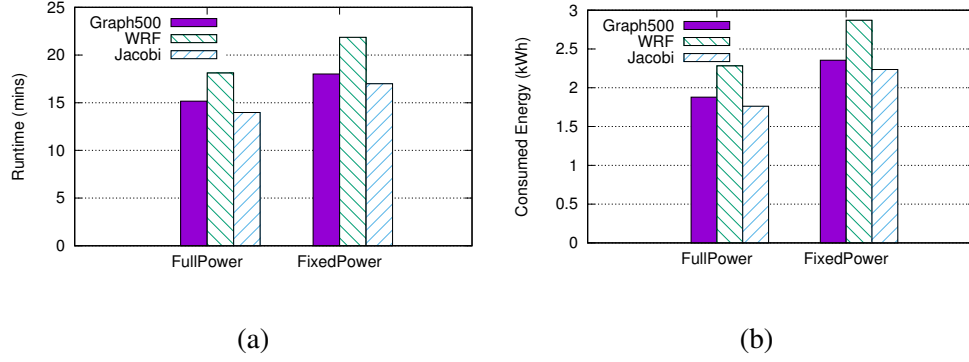 Graph500
WRF
Jacobi
25
20
15
10
5
0
Runtime (mins)
FullPower
FixedPower
(a)
Graph500
WRF
Jacobi
3
2.5
2
1.5
1
0.5
0
Consumed Energy (kWh)
FullPower
FixedPower
(b)